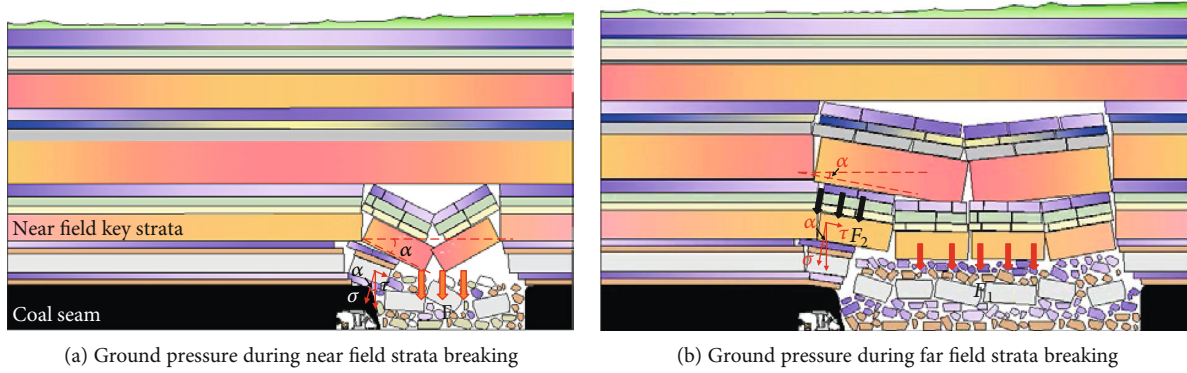 Near field key strata
α
α
τ
σ
F
Coal seam
α
α
τ
F₂
σ
F₁
(a) Ground pressure during near field strata breaking
(b) Ground pressure during far field strata breaking